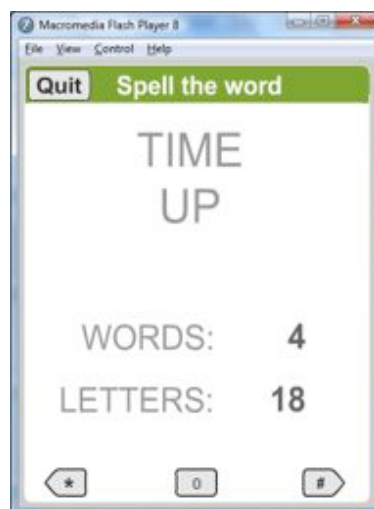 Macromedia Flash Player 8
File View Control Help
Quit Spell the word
TIME
UP
WORDS: 4
LETTERS: 18
* 0 #